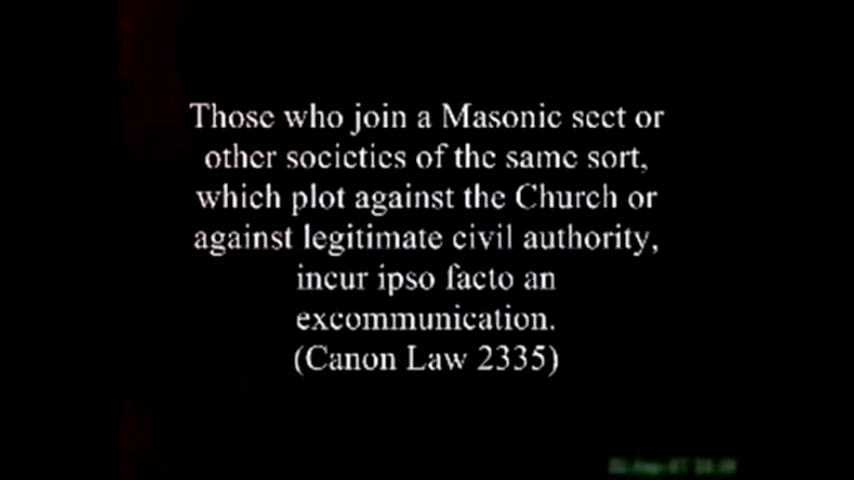 Those who join a Masonic sect or
other societies of the same sort,
which plot against the Church or
against legitimate civil authority,
incur ipso facto an
excommunication.
(Canon Law 2335)